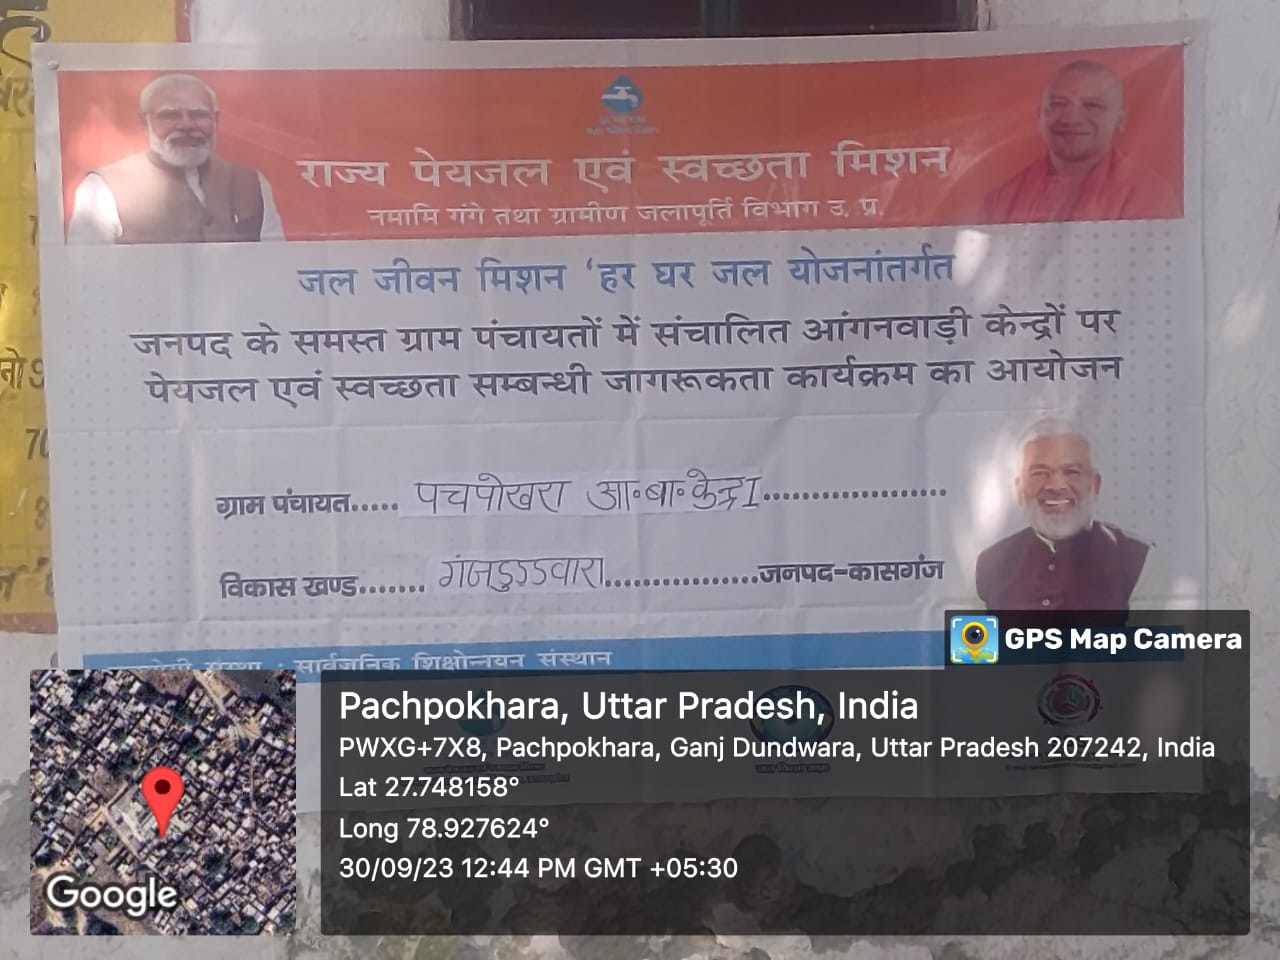 राज्य पेयजल एवं स्वच्छता मिशन
नमामि गंगे तथा ग्रामीण जलापूर्ति विभाग उ. प्र.
जल जीवन मिशन ‘हर घर जल योजनांतर्गत
जनपद के समस्त ग्राम पंचायतों में संचालित आंगनवाड़ी केन्द्रों पर
पेयजल एवं स्वच्छता सम्बन्धी जागरूकता कार्यक्रम का आयोजन
ग्राम पंचायत..... पचपोखरा आ॰बा॰केन्द्र I......................
विकास खण्ड....... गंजडुडवारा................जनपद-कासगंज
संस्था : सार्वजनिक शिक्षोन्नयन संस्थान
70
GPS Map Camera
Pachpokhara, Uttar Pradesh, India
PWXG+7X8, Pachpokhara, Ganj Dundwara, Uttar Pradesh 207242, India
Lat 27.748158°
Long 78.927624°
30/09/23 12:44 PM GMT +05:30
Google